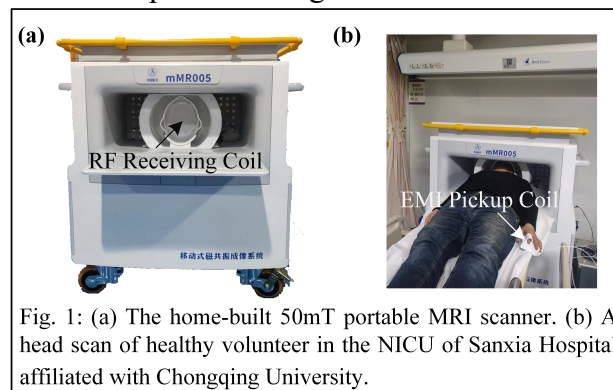 (a)
mMR005
RF Receiving Coil
移动式磁共振成像系统
(b)
mMR005
EMI Pickup Coil
Fig. 1: (a) The home-built 50mT portable MRI scanner. (b) A
head scan of healthy volunteer in the NICU of Sanxia Hospital
affiliated with Chongqing University.